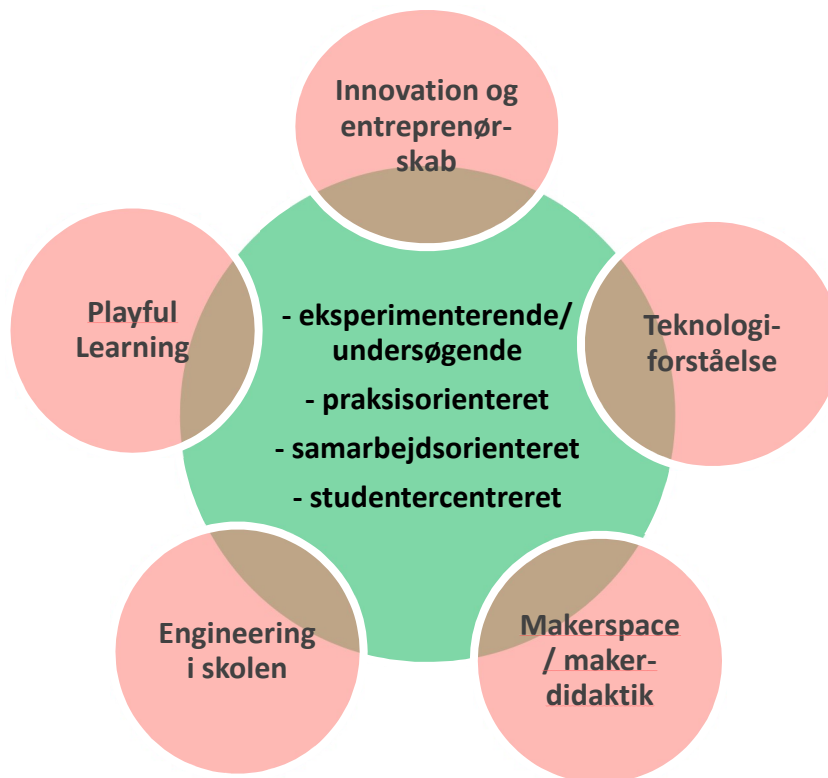 Innovation og
entreprenør-
skab
Playful
Learning
- eksperimenterende/
undersøgende
- praksisorienteret
- samarbejdsorienteret
- studentercentreret
Teknologi-
forståelse
Engineering
i skolen
Makerspace
/ maker-
didaktik